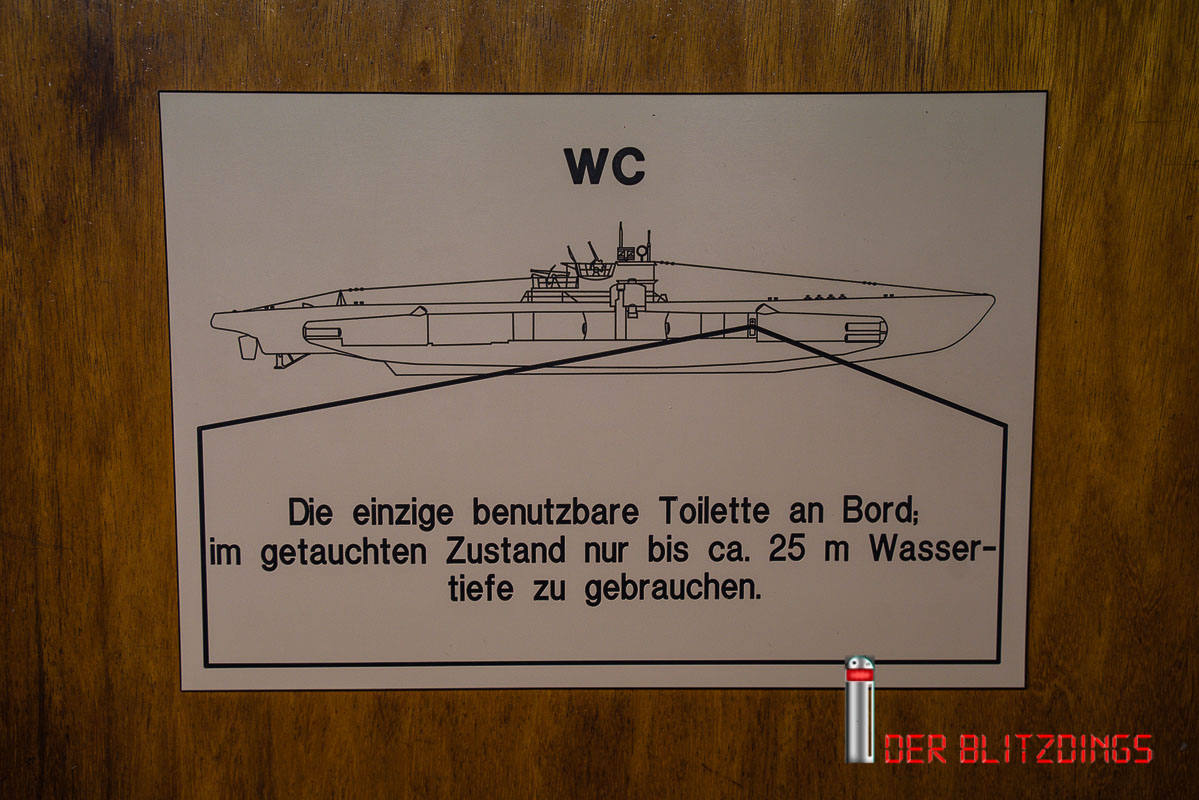 WC
Die einzige benutzbare Toilette an Bord;
im getauchten Zustand nur bis ca. 25 m Wasser-
tiefe zu gebrauchen.
DER BLITZDINGS